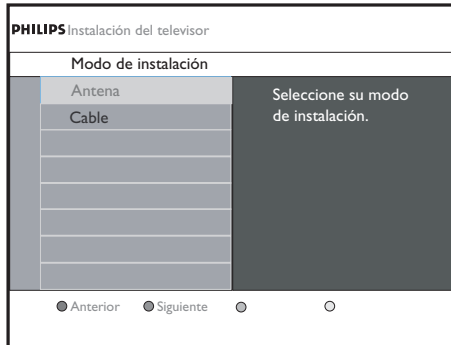 PHILIPS Instalación del televisor
Modo de instalación
Antena
Cable
Seleccione su modo
de instalación.
Anterior Siguiente